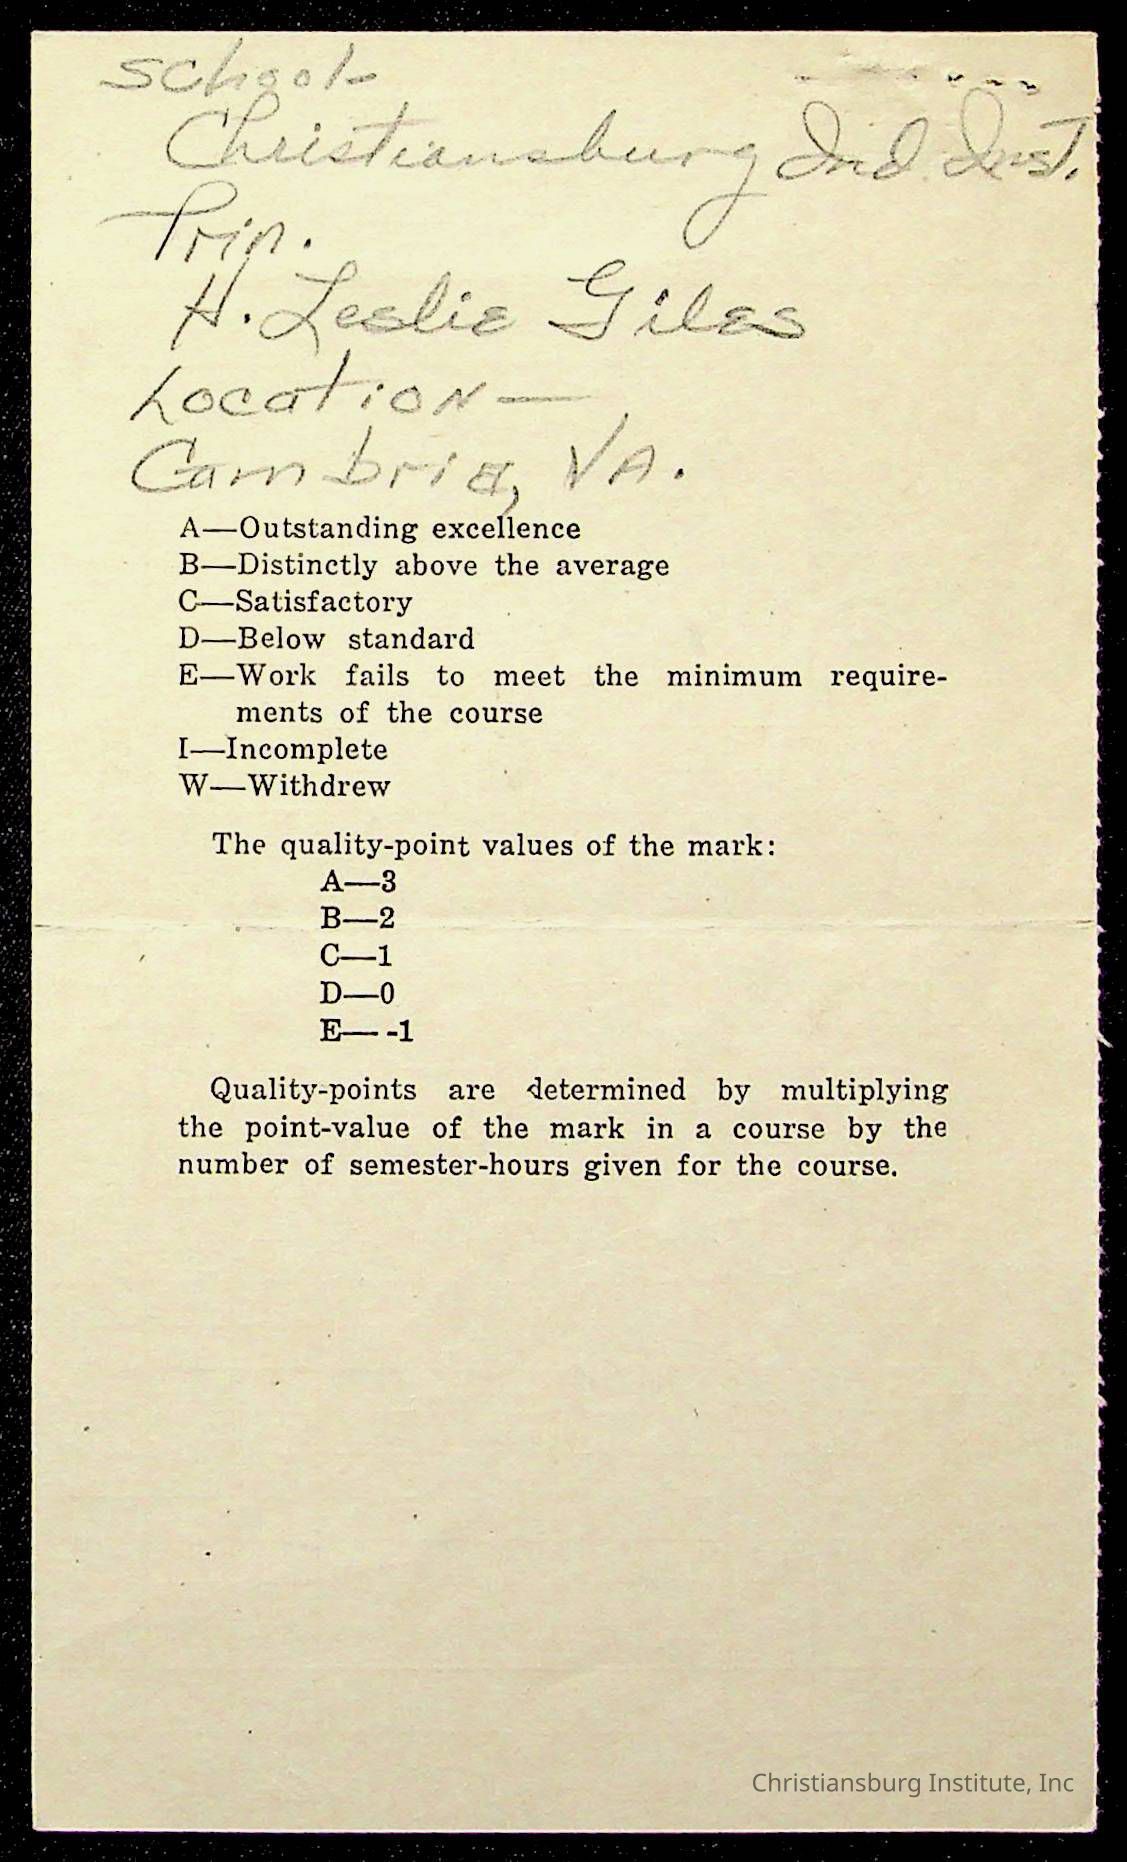 School-
Christiansburg Ind. Inst.
Prin.
H. Leslie Giles
Location—
Cambria, VA.
A—Outstanding excellence
B—Distinctly above the average
C—Satisfactory
D—Below standard
E—Work fails to meet the minimum require-
ments of the course
I—Incomplete
W—Withdrew
The quality-point values of the mark:
A—3
B—2
C—1
D—0
E— -1
Quality-points are determined by multiplying
the point-value of the mark in a course by the
number of semester-hours given for the course.
Christiansburg Institute, Inc